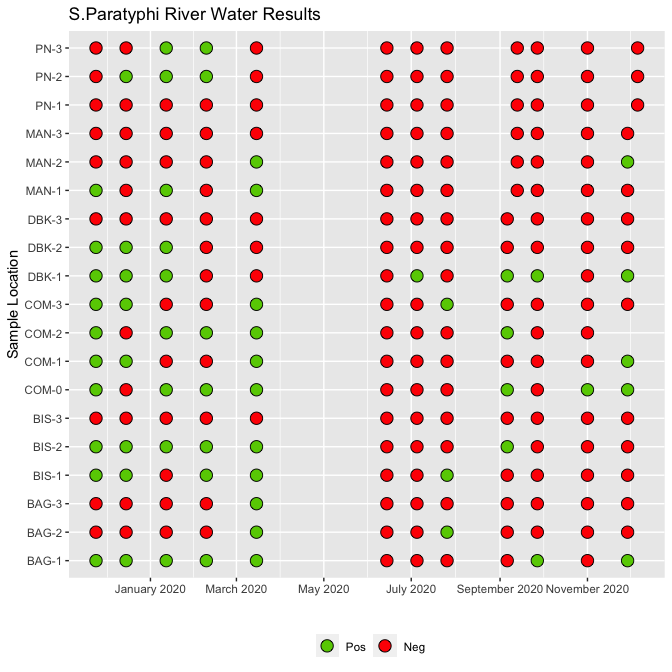 S.Paratyphi River Water Results
Sample Location
PN-3
PN-2
PN-1
MAN-3
MAN-2
MAN-1
DBK-3
DBK-2
DBK-1
COM-3
COM-2
COM-1
COM-0
BIS-3
BIS-2
BIS-1
BAG-3
BAG-2
BAG-1
January 2020 March 2020 May 2020 July 2020 September 2020 November 2020
Pos Neg